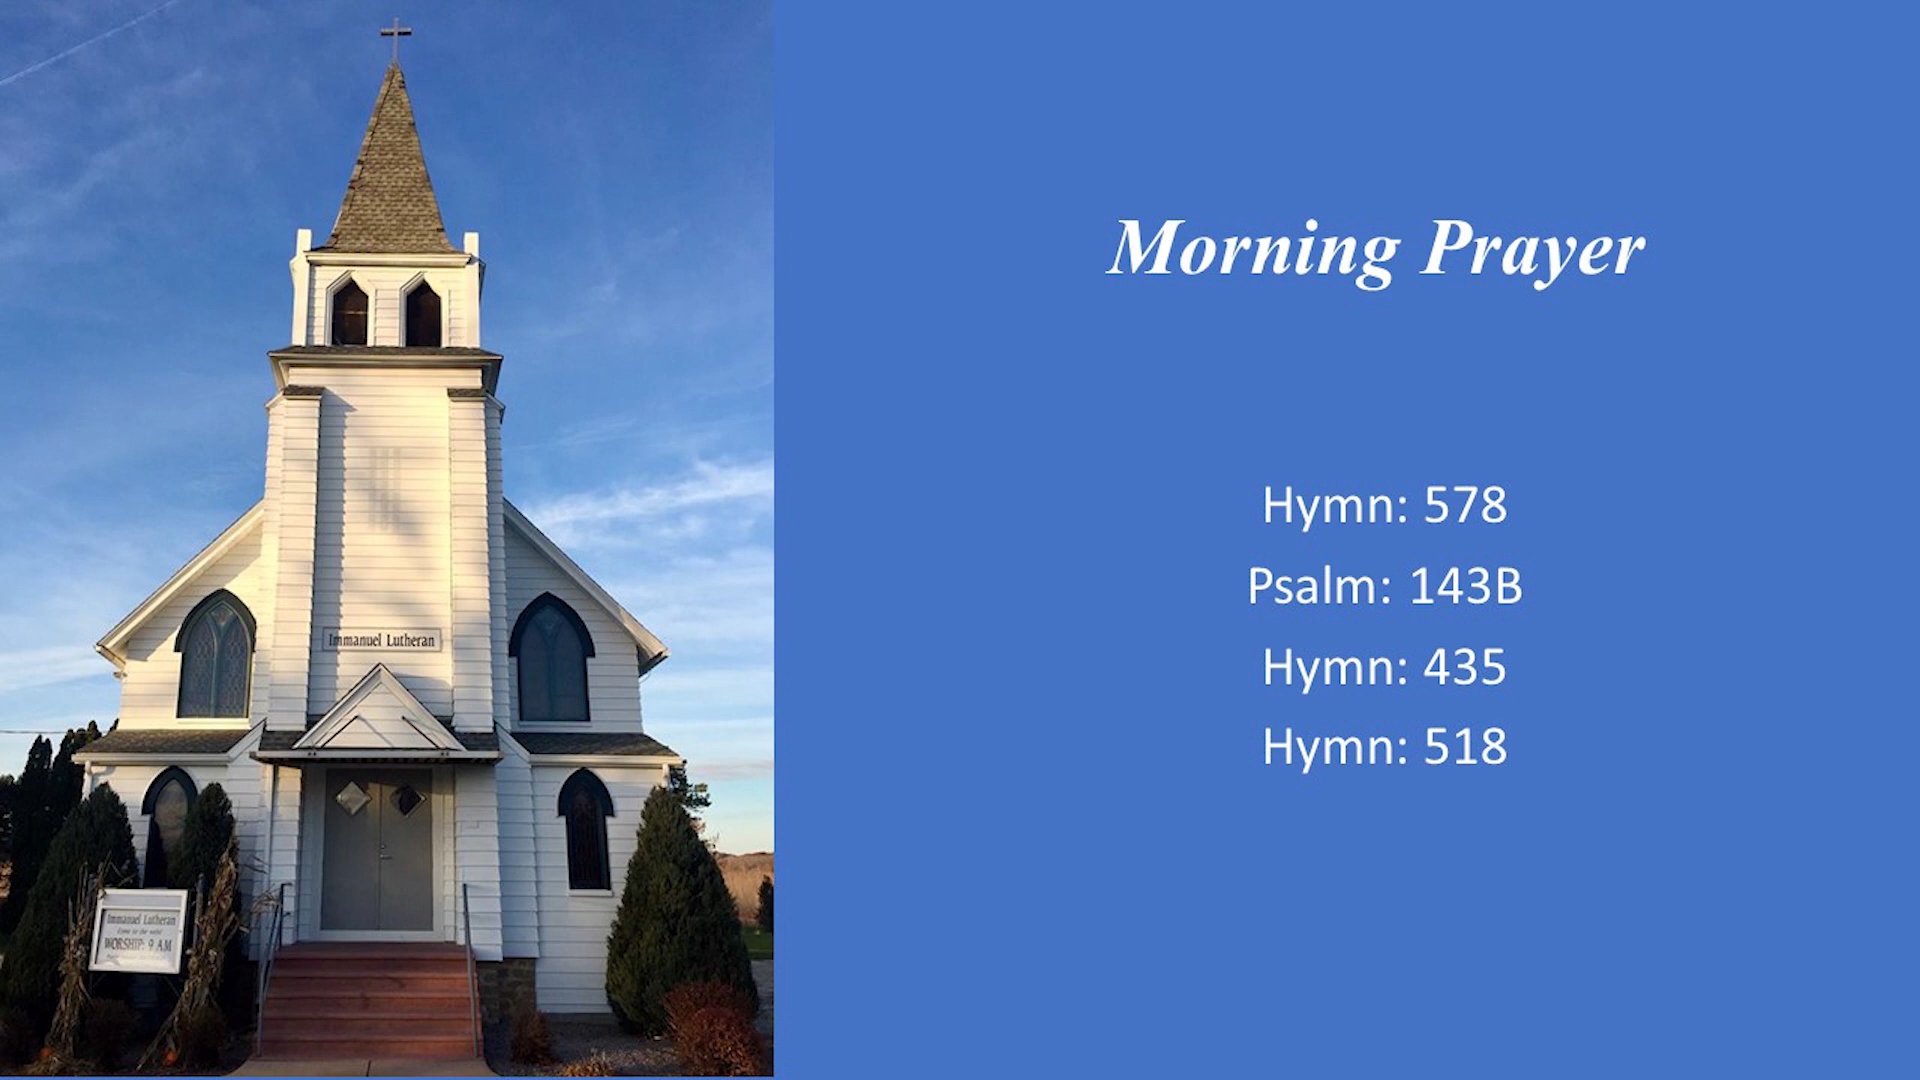 Immanuel Lutheran
Immanuel Lutheran
WORSHIP: 9 AM
Morning Prayer
Hymn: 578
Psalm: 143B
Hymn: 435
Hymn: 518